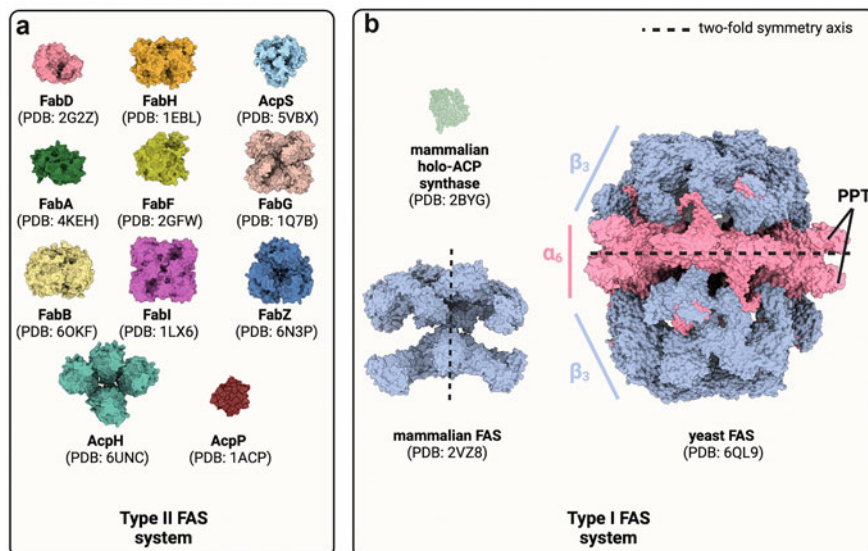 a
FabD
(PDB: 2G2Z)
FabH
(PDB: 1EBL)
AcpS
(PDB: 5VBX)
FabA
(PDB: 4KEH)
FabF
(PDB: 2GFW)
FabG
(PDB: 1Q7B)
FabB
(PDB: 6OKF)
FabI
(PDB: 1LX6)
FabZ
(PDB: 6N3P)
AcpH
(PDB: 6UNC)
AcpP
(PDB: 1ACP)
Type II FAS
system
b
two-fold symmetry axis
mammalian
holo-ACP
synthase
(PDB: 2BYG)
β3
α6
β3
PPT
mammalian FAS
(PDB: 2VZ8)
yeast FAS
(PDB: 6QL9)
Type I FAS
system